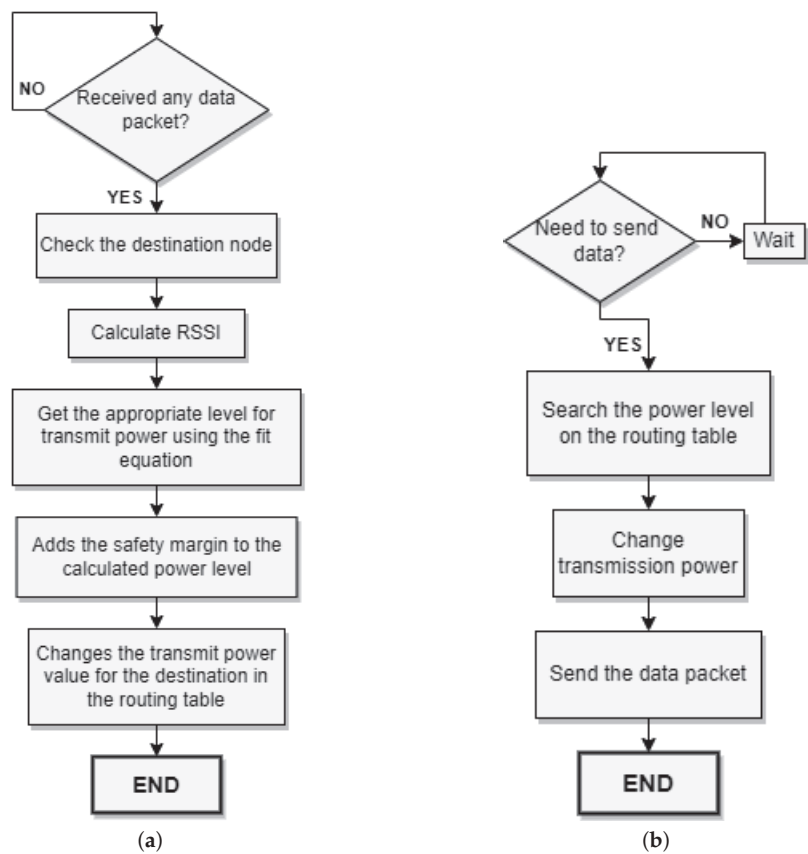 NO
Received any data
packet?
YES
Check the destination node
Calculate RSSI
Get the appropriate level for
transmit power using the fit
equation
Adds the safety margin to the
calculated power level
Changes the transmit power
value for the destination in
the routing table
END
(a)
Need to send
data?
NO
Wait
YES
Search the power level
on the routing table
Change
transmission power
Send the data packet
END
(b)